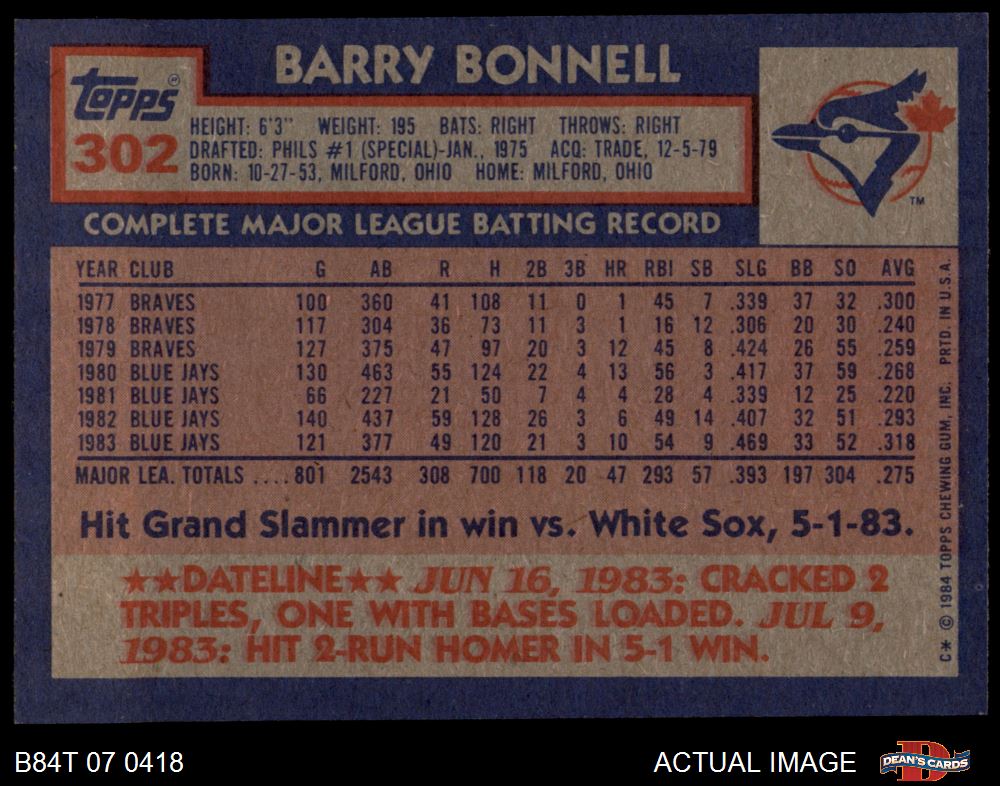 BARRY BONNELL
Topps®
302
HEIGHT: 6'3" WEIGHT: 195 BATS: RIGHT THROWS: RIGHT
DRAFTED: PHILS #1 (SPECIAL)-JAN., 1975 ACQ: TRADE, 12-5-79
BORN: 10-27-53, MILFORD, OHIO HOME: MILFORD, OHIO
TM
COMPLETE MAJOR LEAGUE BATTING RECORD
YEAR CLUB G AB R H 2B 3B HR RBI SB SLG BB SO AVG
1977 BRAVES 100 360 41 108 11 0 1 45 7 .339 37 32 .300
1978 BRAVES 117 304 36 73 11 3 1 16 12 .306 20 30 .240
1979 BRAVES 127 375 47 97 20 3 12 45 8 .424 26 55 .259
1980 BLUE JAYS 130 463 55 124 22 4 13 56 3 .417 37 59 .268
1981 BLUE JAYS 66 227 21 50 7 4 4 28 4 .339 12 25 .220
1982 BLUE JAYS 140 437 59 128 26 3 6 49 14 .407 32 51 .293
1983 BLUE JAYS 121 377 49 120 21 3 10 54 9 .469 33 52 .318
MAJOR LEA. TOTALS ....801 2543 308 700 118 20 47 293 57 .393 197 304 .275
Hit Grand Slammer in win vs. White Sox, 5-1-83.
★★DATELINE★★ JUN 16, 1983: CRACKED 2
TRIPLES, ONE WITH BASES LOADED. JUL 9,
1983: HIT 2-RUN HOMER IN 5-1 WIN.
C* © 1984 TOPPS CHEWING GUM, INC. PRTD. IN U.S.A.
B84T 07 0418
ACTUAL IMAGE
D
DEAN'S CARDS